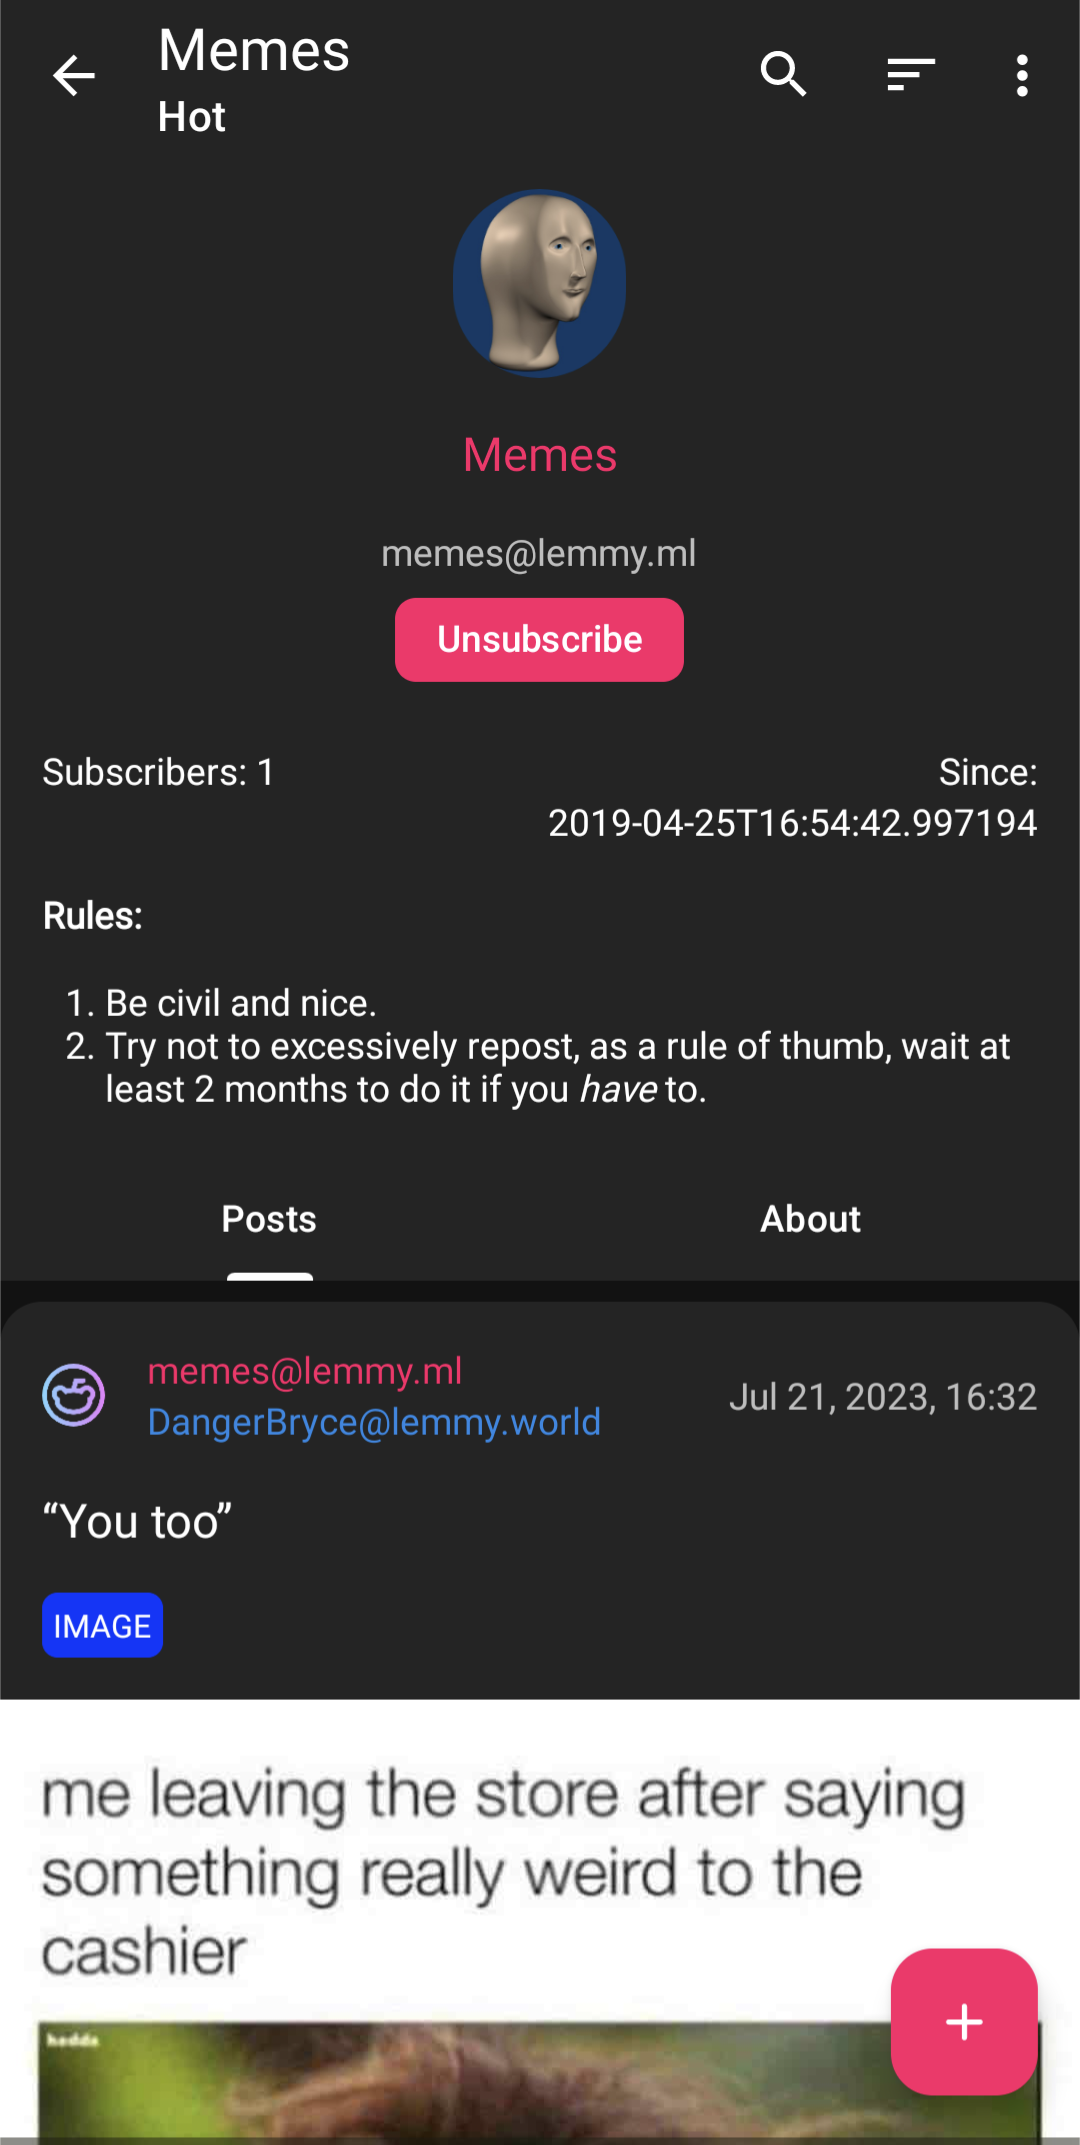 Memes
Hot
Memes
memes@lemmy.ml
Unsubscribe
Subscribers: 1
Since:
2019-04-25T16:54:42.997194
Rules:
1. Be civil and nice.
2. Try not to excessively repost, as a rule of thumb, wait at
least 2 months to do it if you have to.
Posts
About
memes@lemmy.ml
DangerBryce@lemmy.world
Jul 21, 2023, 16:32
“You too”
IMAGE
me leaving the store after saying
something really weird to the
cashier
hedda